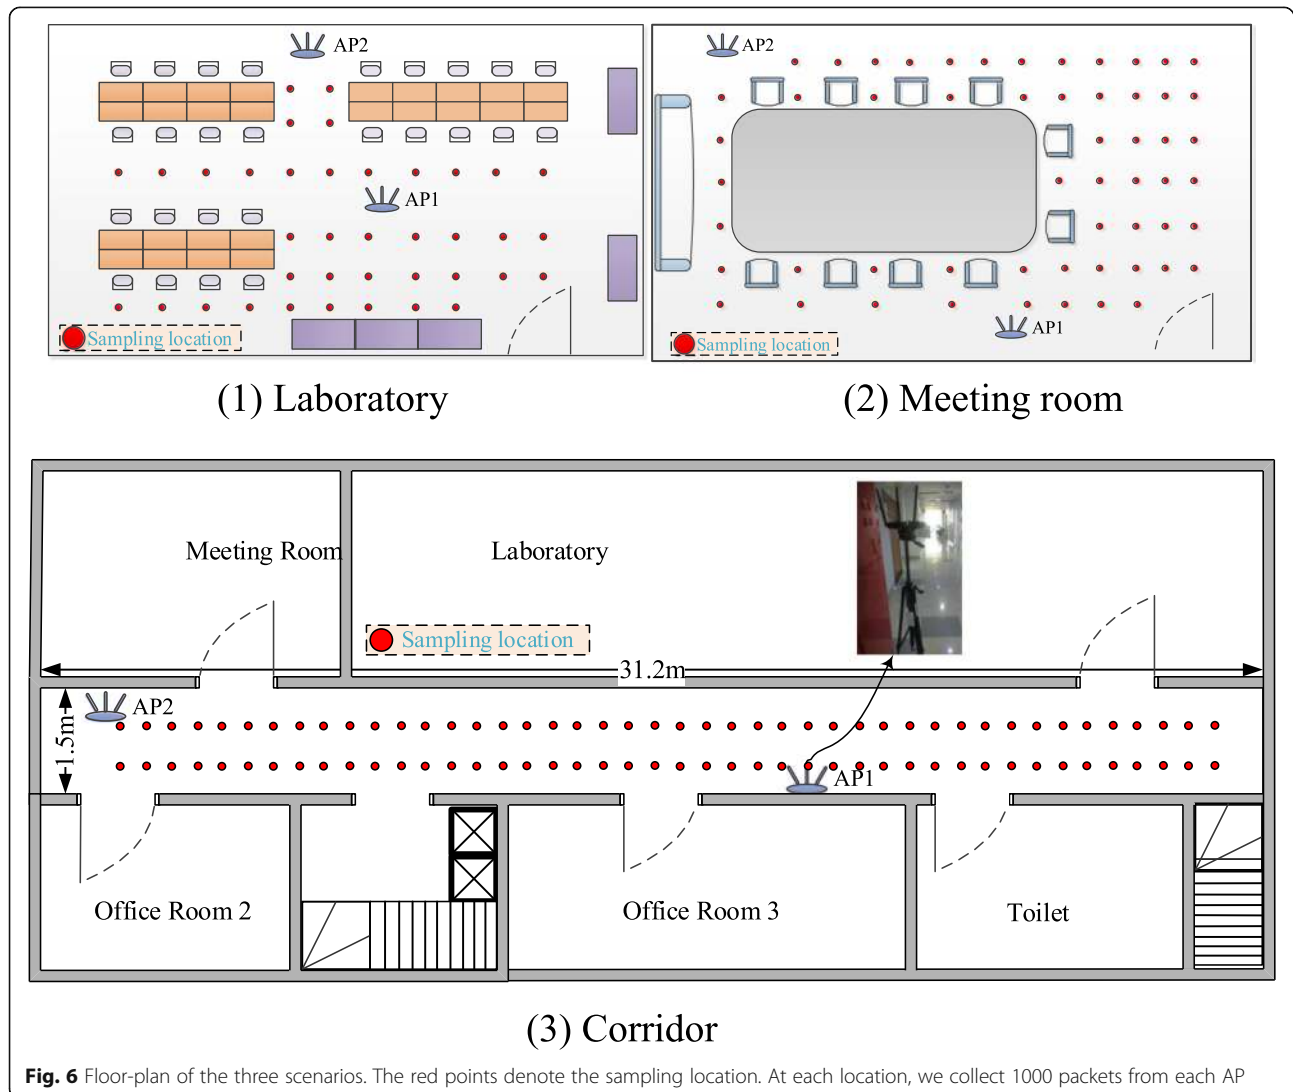 AP2
AP1
Sampling location
(1) Laboratory
AP2
AP1
Sampling location
(2) Meeting room
Meeting Room
Laboratory
Sampling location
31.2m
1.5m
AP2
AP1
Office Room 2
Office Room 3
Toilet
(3) Corridor
Fig. 6 Floor-plan of the three scenarios. The red points denote the sampling location. At each location, we collect 1000 packets from each AP